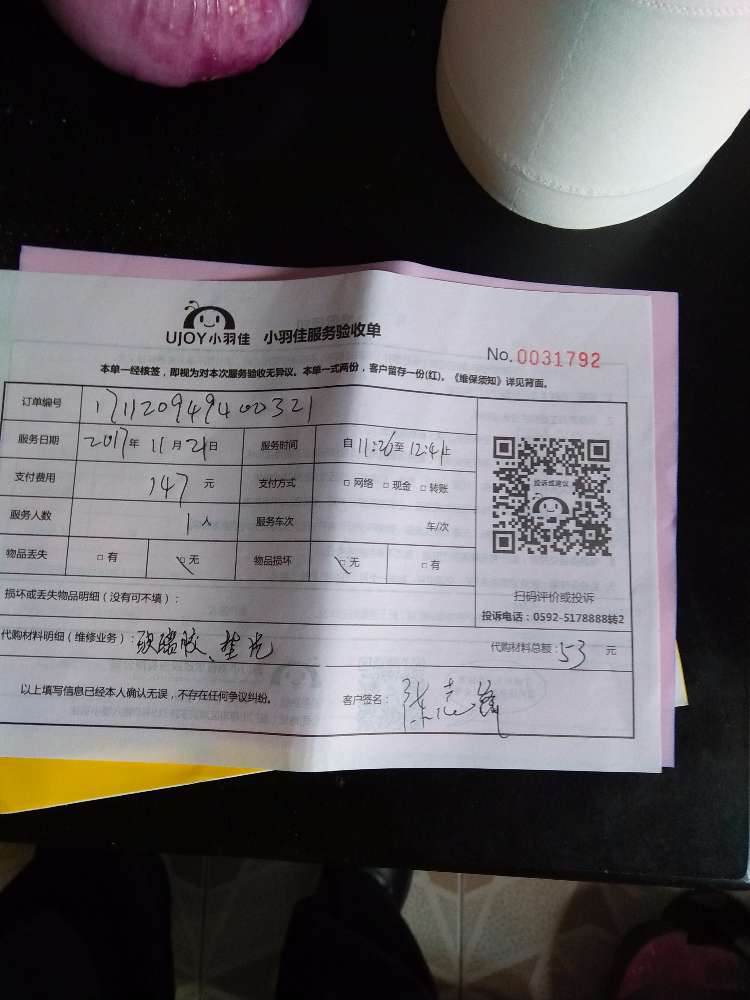 UJOY小羽佳 小羽佳服务验收单
No. 0031792
本单一经核签，即视为对本次服务验收无异议。本单一式两份，客户留存一份(红)。《维保须知》详见背面。
订单编号 171120949400321
服务日期 2017年 11月 21日 服务时间 自 11:26至 12:41止
支付费用 147 元 支付方式 □ 网络 □ 现金 □ 转账
服务人数 1 人 服务车次 车/次
物品丢失 □ 有 □ 无 物品损坏 □ 无 □ 有
投诉或建议
扫码评价或投诉
投诉电话：0592-5178888转2
损坏或丢失物品明细（没有可不填）：
代购材料明细（维修业务）：玻璃胶、 代购材料总额：53 元
以上填写信息已经本人确认无误，不存在任何争议纠纷。 客户签名：